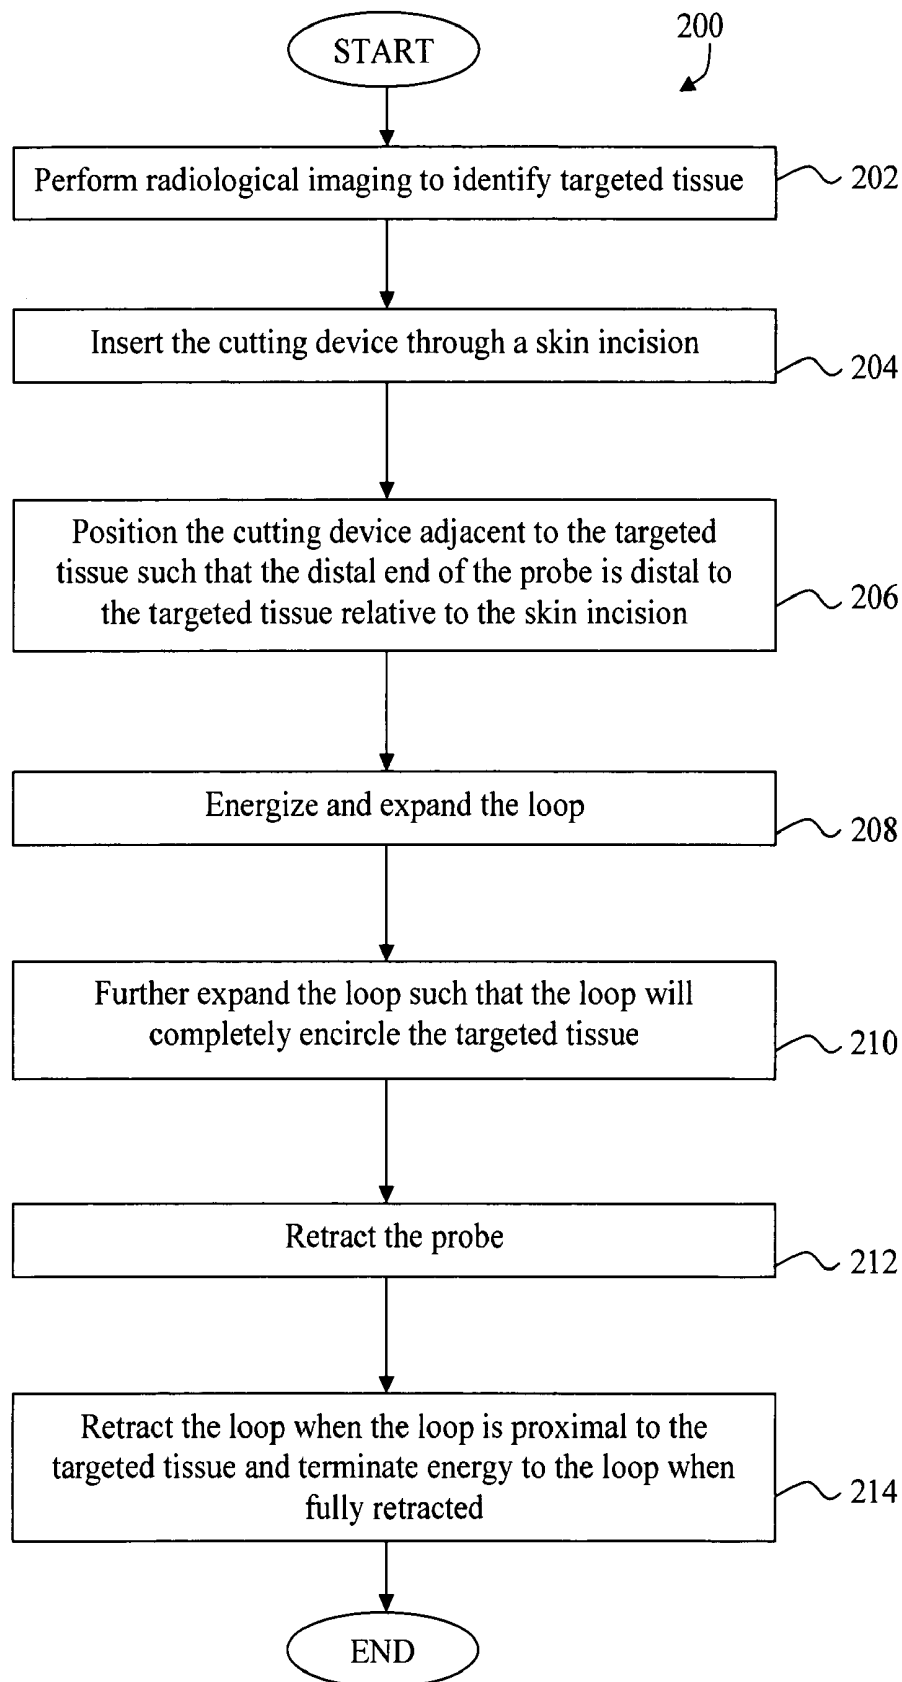 START
200
Perform radiological imaging to identify targeted tissue
202
Insert the cutting device through a skin incision
204
Position the cutting device adjacent to the targeted
tissue such that the distal end of the probe is distal to
the targeted tissue relative to the skin incision
206
Energize and expand the loop
208
Further expand the loop such that the loop will
completely encircle the targeted tissue
210
Retract the probe
212
Retract the loop when the loop is proximal to the
targeted tissue and terminate energy to the loop when
fully retracted
214
END